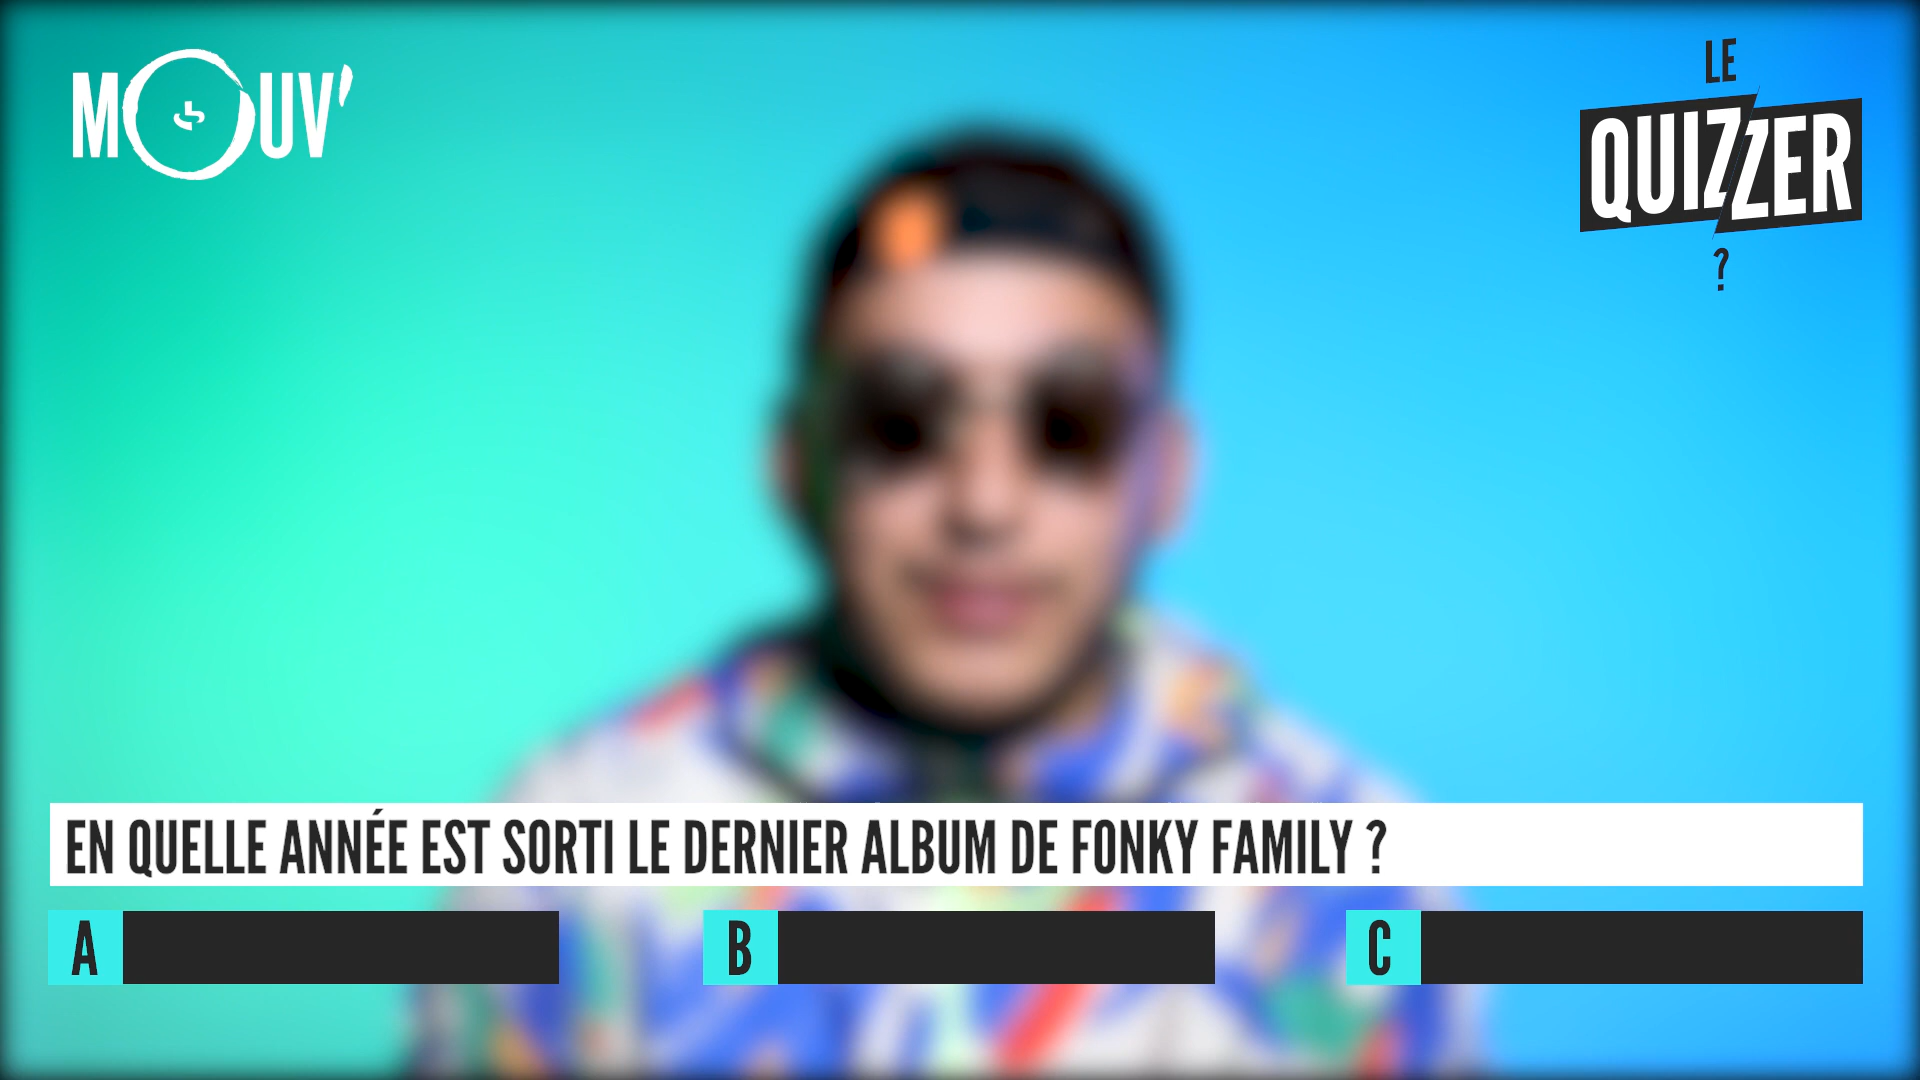 MOUV'
LE
QUIZZER
?
EN QUELLE ANNÉE EST SORTI LE DERNIER ALBUM DE FONKY FAMILY ?
A
B
C